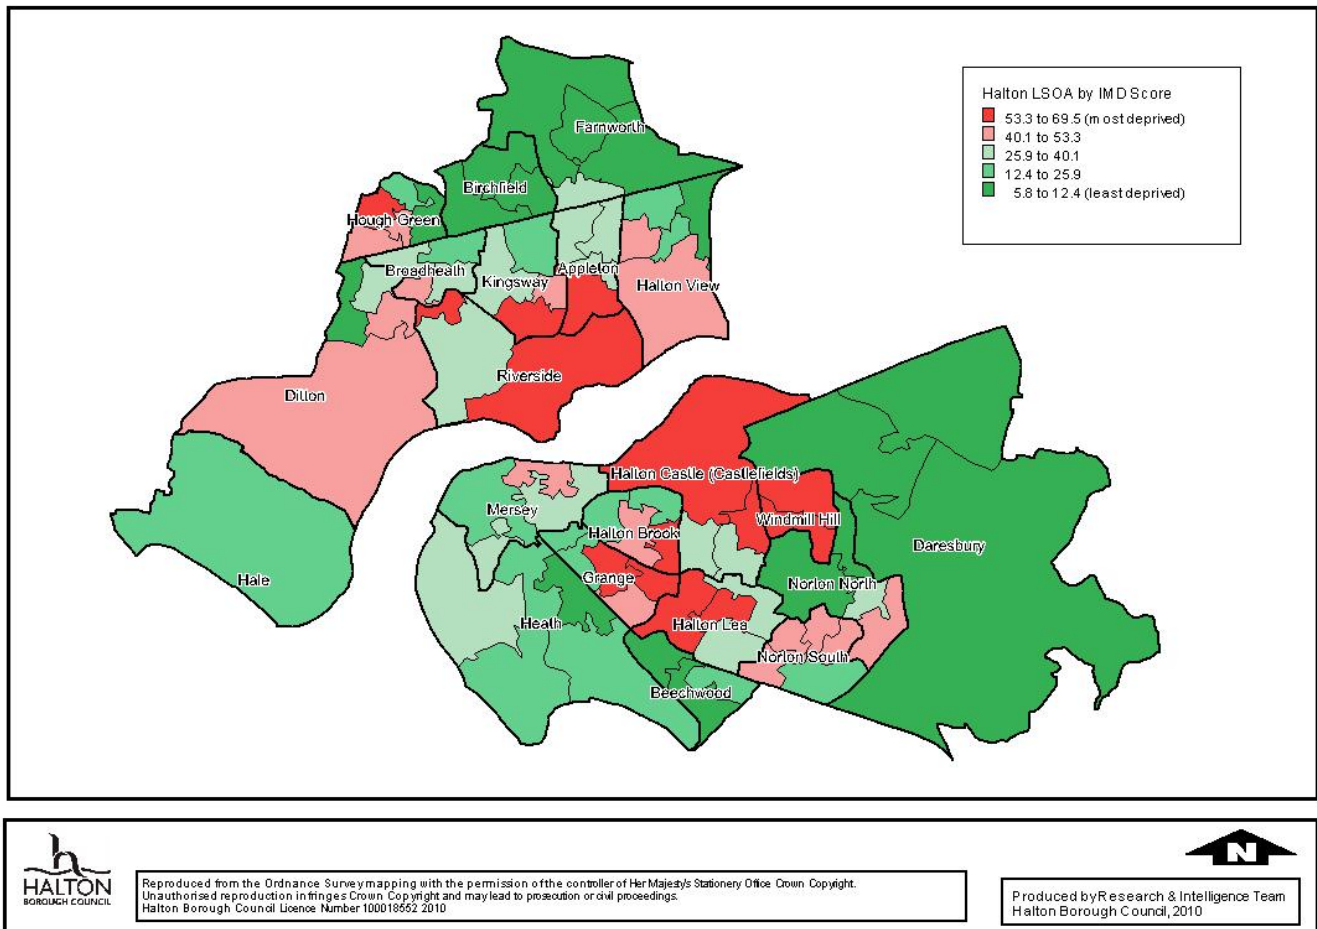 Halton LSOA by IMD Score
53.3 to 69.5 (most deprived)
40.1 to 53.3
25.9 to 40.1
12.4 to 25.9
5.8 to 12.4 (least deprived)
Farnworth
Birchfield
Hough Green
Broadheath
Kingsway
Appleton
Halton View
Riverside
Ditton
Hale
Halton Castle (Castlefields)
Mersey
Halton Brook
Windmill Hill
Daresbury
Grange
Norton North
Heath
Halton Lea
Norton South
Beechwood
HALTON
BOROUGH COUNCIL
Reproduced from the Ordnance Survey mapping with the permission of the controller of Her Majesty's Stationery Office Crown Copyright.
Unauthorised reproduction infringes Crown Copyright and may lead to prosecution or civil proceedings.
Halton Borough Council Licence Number 100018552 2010
N
Produced by Research & Intelligence Team
Halton Borough Council, 2010